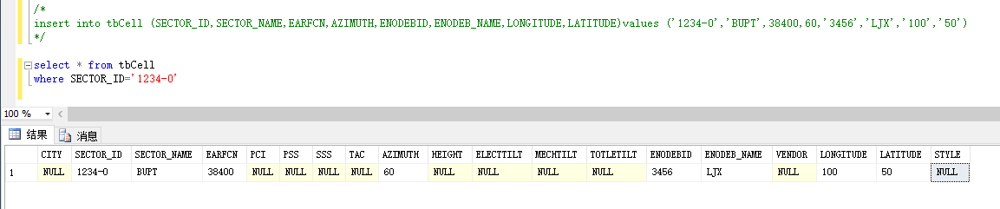 /*
insert into tbCell (SECTOR_ID,SECTOR_NAME,EARFCN,AZIMUTH,ENODEBID,ENODEB_NAME,LONGITUDE,LATITUDE)values ('1234-0','BUPT',38400,60,'3456','LJX','100','50')
*/
select * from tbCell
where SECTOR_ID='1234-0'
100 %
结果 消息
CITY SECTOR_ID SECTOR_NAME EARFCN PCI PSS SSS TAC AZIMUTH HEIGHT ELECTTILT MECHTILT TOTLETILT ENODEBID ENODEB_NAME VENDOR LONGITUDE LATITUDE STYLE
1 NULL 1234-0 BUPT 38400 NULL NULL NULL NULL 60 NULL NULL NULL NULL 3456 LJX NULL 100 50 NULL